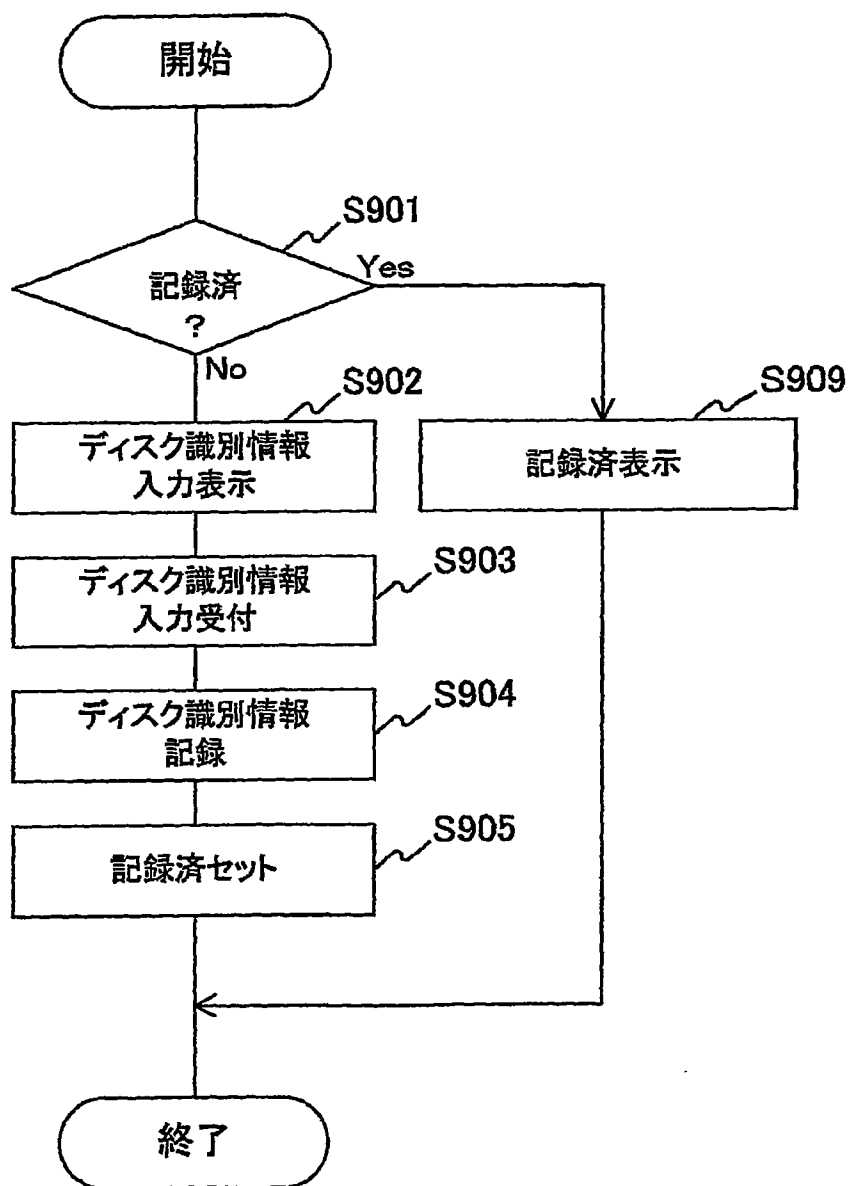 開始
S901
記録済
?
Yes
No
S902
ディスク識別情報
入力表示
S909
記録済表示
S903
ディスク識別情報
入力受付
S904
ディスク識別情報
記録
S905
記録済セット
終了